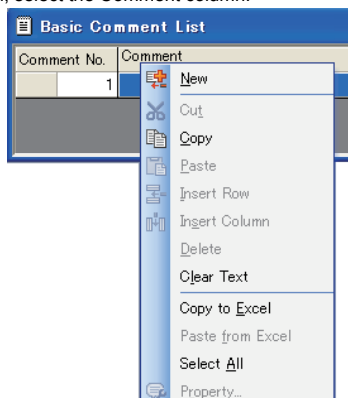 , select the Comment column.
Basic Comment List
Comment No. Comment
1
New
Cut
Copy
Paste
Insert Row
Insert Column
Delete
Clear Text
Copy to Excel
Paste from Excel
Select All
Property...